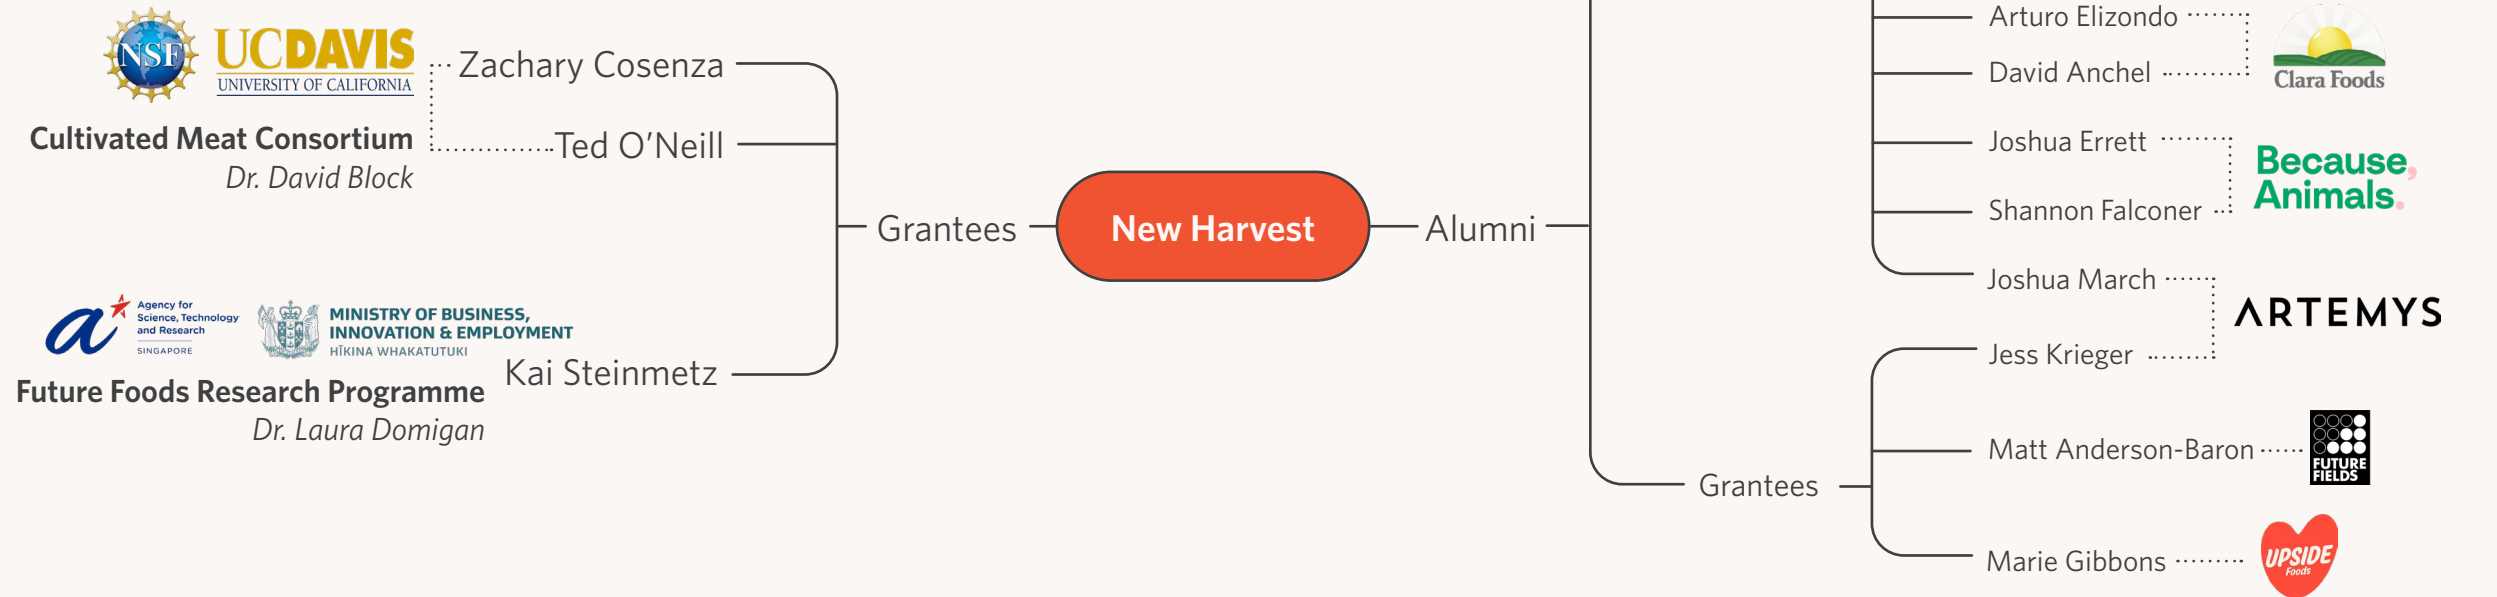 NSF
UCDAVIS
UNIVERSITY OF CALIFORNIA
Cultivated Meat Consortium
Dr. David Block
Zachary Cosenza
Ted O’Neill
a
Agency for
Science, Technology
and Research
SINGAPORE
MINISTRY OF BUSINESS,
INNOVATION & EMPLOYMENT
HĪKINA WHAKATUTUKI
Future Foods Research Programme
Dr. Laura Domigan
Kai Steinmetz
Grantees
New Harvest
Alumni
Arturo Elizondo
David Anchel
Clara Foods
Joshua Errett
Shannon Falconer
Because,
Animals.
Joshua March
Jess Krieger
ARTEMYS
Grantees
Matt Anderson-Baron
FUTURE
FIELDS
Marie Gibbons
UPSIDE
Foods